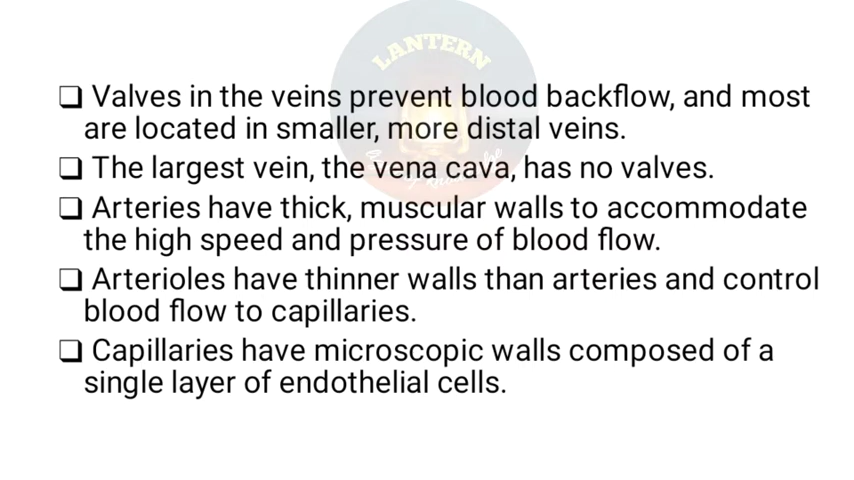 LANTERN
❑ Valves in the veins prevent blood backflow, and most
are located in smaller, more distal veins.
❑ The largest vein, the vena cava, has no valves.
❑ Arteries have thick, muscular walls to accommodate
the high speed and pressure of blood flow.
❑ Arterioles have thinner walls than arteries and control
blood flow to capillaries.
❑ Capillaries have microscopic walls composed of a
single layer of endothelial cells.